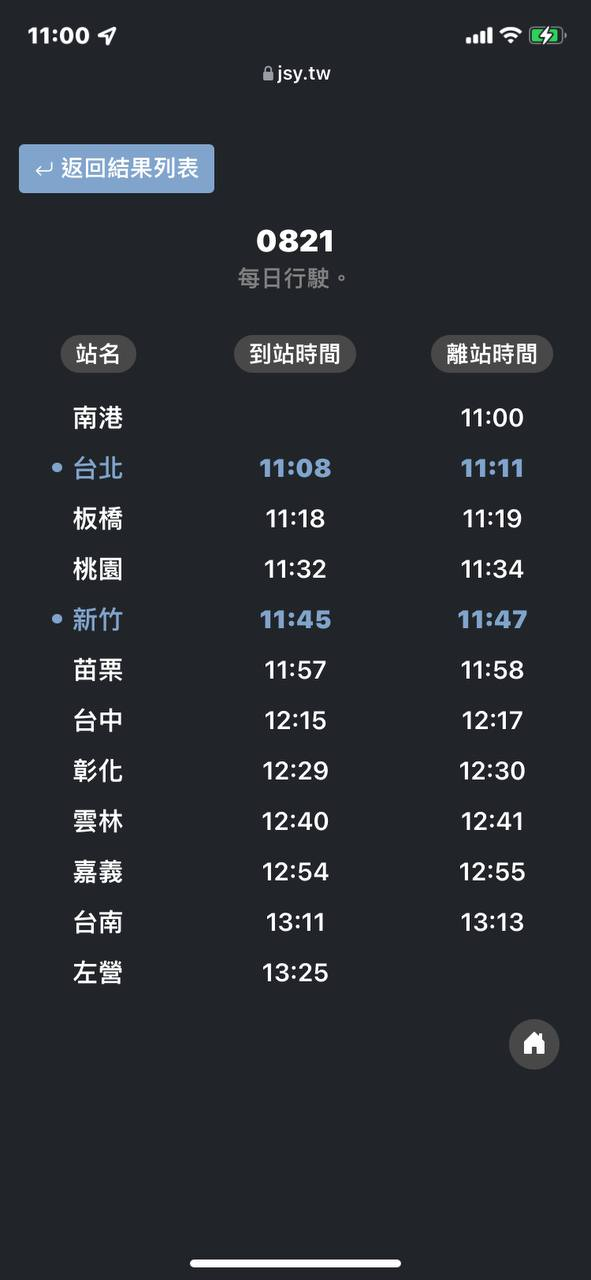 11:00
jsy.tw
返回結果列表
0821
每日行駛。
站名 到站時間 離站時間
南港 11:00
台北 11:08 11:11
板橋 11:18 11:19
桃園 11:32 11:34
新竹 11:45 11:47
苗栗 11:57 11:58
台中 12:15 12:17
彰化 12:29 12:30
雲林 12:40 12:41
嘉義 12:54 12:55
台南 13:11 13:13
左營 13:25